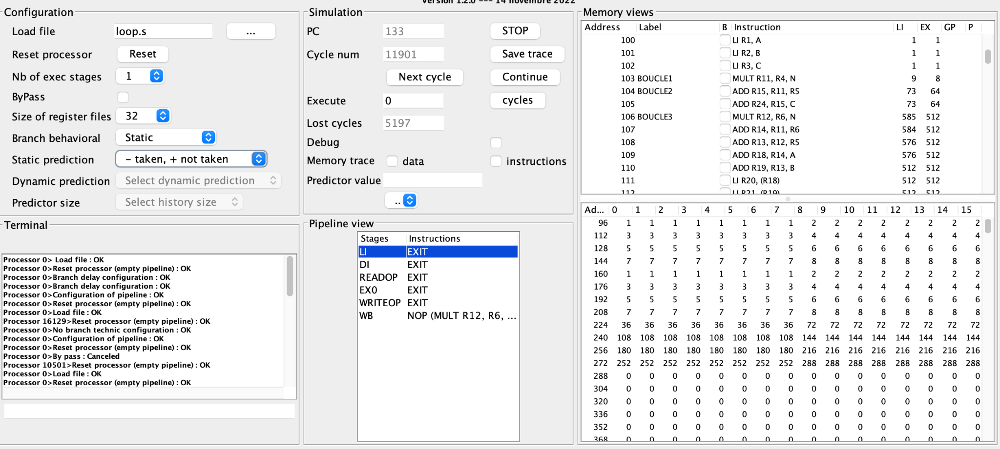 Version 1.2.0 --- 14 novembre 2022
Configuration
Load file loop.s ...
Reset processor Reset
Nb of exec stages 1
ByPass
Size of register files 32
Branch behavioral Static
Static prediction – taken, + not taken
Dynamic prediction Select dynamic prediction
Predictor size Select history size
Terminal
Processor 0> Load file : OK
Processor 0>Reset processor (empty pipeline) : OK
Processor 0>Branch delay configuration : OK
Processor 0>Branch delay configuration : OK
Processor 0>Configuration of pipeline : OK
Processor 0>Reset processor (empty pipeline) : OK
Processor 0>Load file : OK
Processor 16129>Reset processor (empty pipeline) : OK
Processor 0>No branch technic configuration : OK
Processor 0>Configuration of pipeline : OK
Processor 0>Reset processor (empty pipeline) : OK
Processor 0>By pass : Canceled
Processor 10501>Reset processor (empty pipeline) : OK
Processor 0>Load file : OK
Processor 0>Reset processor (empty pipeline) : OK
Simulation
PC 133 STOP
Cycle num 11901 Save trace
Next cycle Continue
Execute 0 cycles
Lost cycles 5197
Debug
Memory trace data instructions
Predictor value
..
Pipeline view
Stages Instructions
LI EXIT
DI EXIT
READOP EXIT
EX0 EXIT
WRITEOP EXIT
WB NOP (MULT R12, R6, ...
Memory views
Address Label B Instruction LI EX GP P
100 LI R1, A 1 1
101 LI R2, B 1 1
102 LI R3, C 1 1
103 BOUCLE1 MULT R11, R4, N 9 8
104 BOUCLE2 ADD R15, R11, R5 73 64
105 ADD R24, R15, C 73 64
106 BOUCLE3 MULT R12, R6, N 585 512
107 ADD R14, R11, R6 584 512
108 ADD R13, R12, R5 576 512
109 ADD R18, R14, A 576 512
110 ADD R19, R13, B 512 512
111 LI R20, (R18) 512 512
112 LI R21, (R19) 512 512
Ad... 0 1 2 3 4 5 6 7 8 9 10 11 12 13 14 15
96 1 1 1 1 1 1 1 1 2 2 2 2 2 2 2 2
112 3 3 3 3 3 3 3 3 4 4 4 4 4 4 4 4
128 5 5 5 5 5 5 5 5 6 6 6 6 6 6 6 6
144 7 7 7 7 7 7 7 7 8 8 8 8 8 8 8 8
160 1 1 1 1 1 1 1 1 2 2 2 2 2 2 2 2
176 3 3 3 3 3 3 3 3 4 4 4 4 4 4 4 4
192 5 5 5 5 5 5 5 5 6 6 6 6 6 6 6 6
208 7 7 7 7 7 7 7 7 8 8 8 8 8 8 8 8
224 36 36 36 36 36 36 36 36 72 72 72 72 72 72 72 72
240 108 108 108 108 108 108 108 108 144 144 144 144 144 144 144 144
256 180 180 180 180 180 180 180 180 216 216 216 216 216 216 216 216
272 252 252 252 252 252 252 252 252 288 288 288 288 288 288 288 288
288 0 0 0 0 0 0 0 0 0 0 0 0 0 0 0 0
304 0 0 0 0 0 0 0 0 0 0 0 0 0 0 0 0
320 0 0 0 0 0 0 0 0 0 0 0 0 0 0 0 0
336 0 0 0 0 0 0 0 0 0 0 0 0 0 0 0 0
352 0 0 0 0 0 0 0 0 0 0 0 0 0 0 0 0
368 0 0 0 0 0 0 0 0 0 0 0 0 0 0 0 0